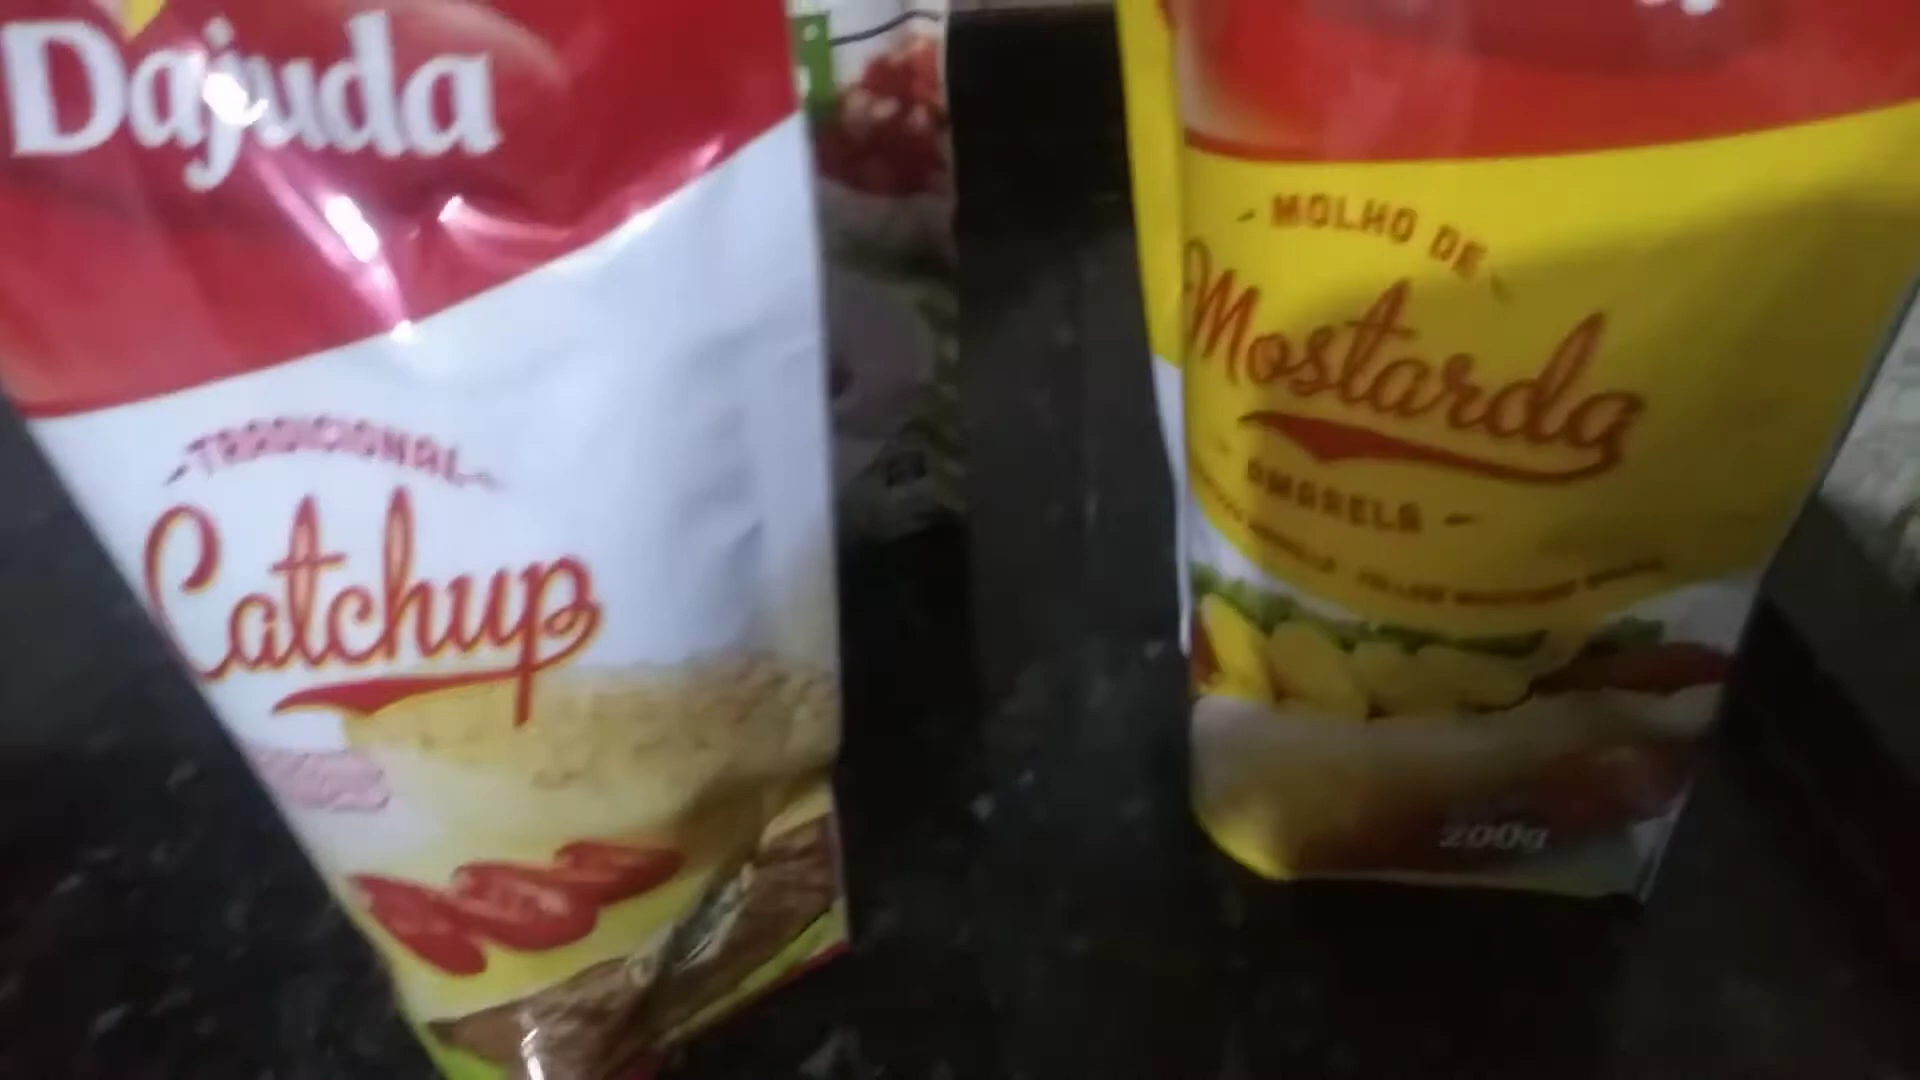 Dajuda
TRADICIONAL
Catchup
MOLHO DE
Mostarda
AMARELA
200g